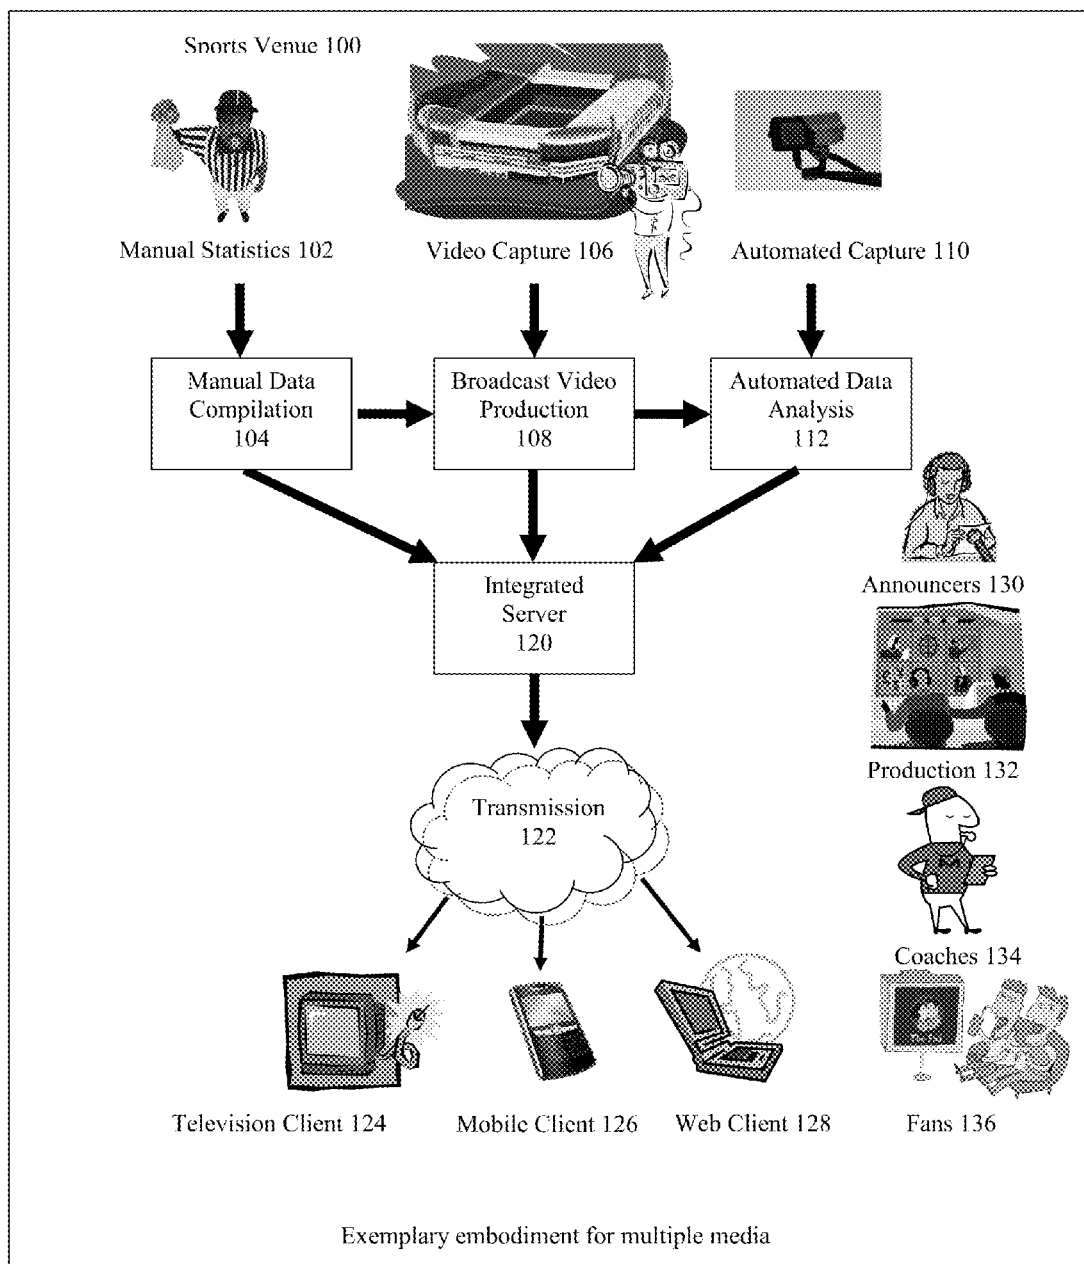 Sports Venue 100
Manual Statistics 102
Video Capture 106
Automated Capture 110
Manual Data
Compilation
104
Broadcast Video
Production
108
Automated Data
Analysis
112
Integrated
Server
120
Announcers 130
Production 132
Transmission
122
Coaches 134
Television Client 124
Mobile Client 126
Web Client 128
Fans 136
Exemplary embodiment for multiple media